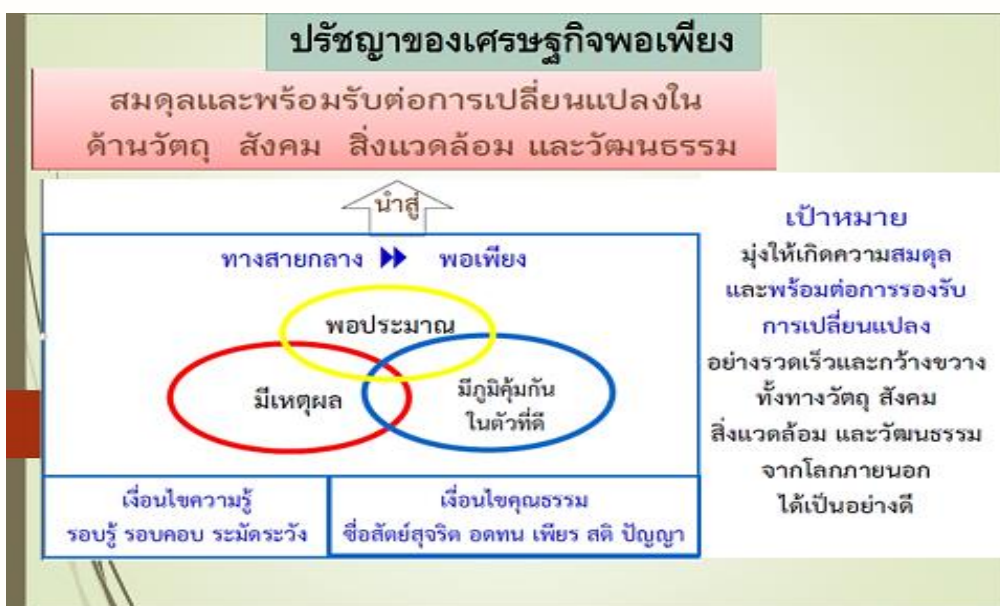 ปรัชญาของเศรษฐกิจพอเพียง
สมดุลและพร้อมรับต่อการเปลี่ยนแปลงใน
ด้านวัตถุ สังคม สิ่งแวดล้อม และวัฒนธรรม
นำสู่
ทางสายกลาง พอเพียง
พอประมาณ
มีเหตุผล
มีภูมิคุ้มกัน
ในตัวที่ดี
เงื่อนไขความรู้
รอบรู้ รอบคอบ ระมัดระวัง
เงื่อนไขคุณธรรม
ซื่อสัตย์สุจริต อดทน เพียร สติ ปัญญา
เป้าหมาย
มุ่งให้เกิดความสมดุล
และพร้อมต่อการรองรับ
การเปลี่ยนแปลง
อย่างรวดเร็วและกว้างขวาง
ทั้งทางวัตถุ สังคม
สิ่งแวดล้อม และวัฒนธรรม
จากโลกภายนอก
ได้เป็นอย่างดี